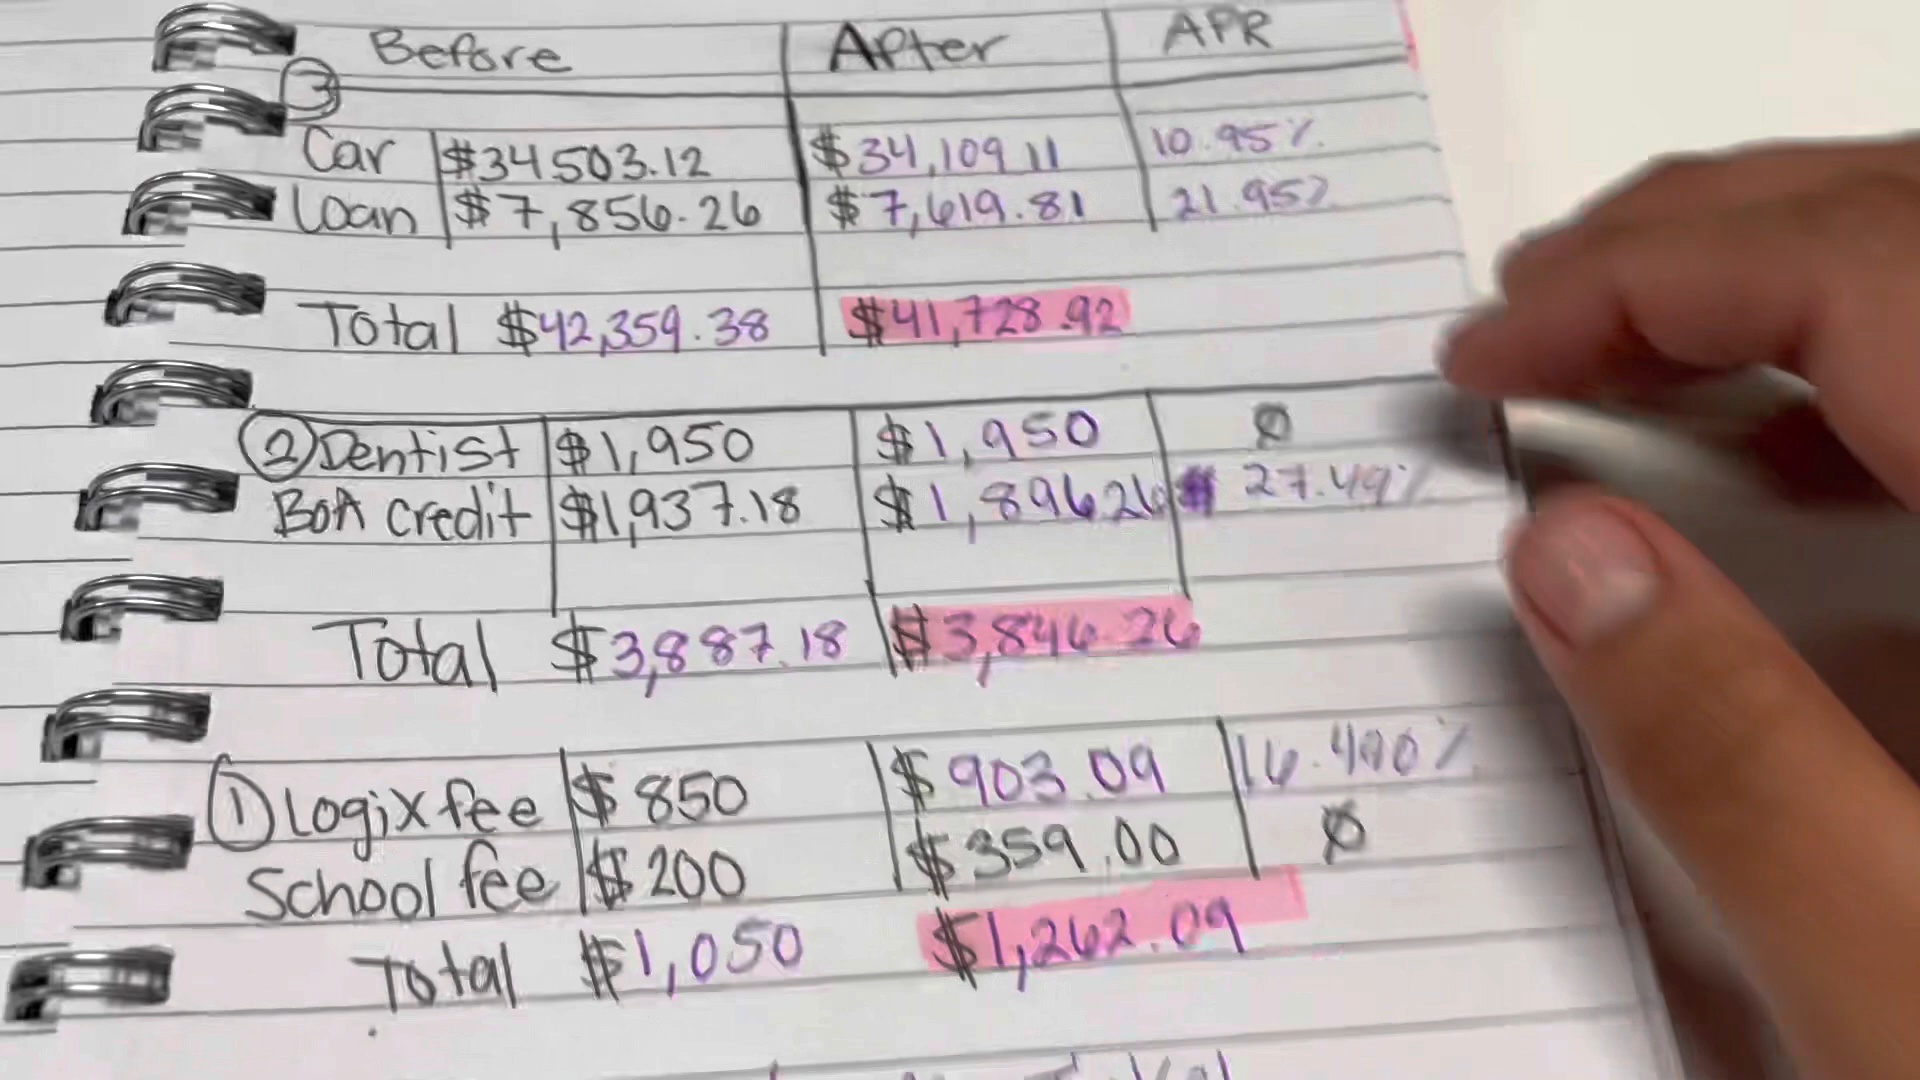 Before After APR
③
Car $34503.12 $34,109.11 10.95%
Loan $7,856.26 $7,619.81 21.95%
Total $42,359.38 $41,728.92
② Dentist $1,950 $1,950 Ø
BoA credit $1,937.18 $1,896.26 27.49%
Total $3,887.18 $3,846.26
① Logix fee $850 $903.09 16.400%
School fee $200 $359.00 Ø
Total $1,050 $1,262.09